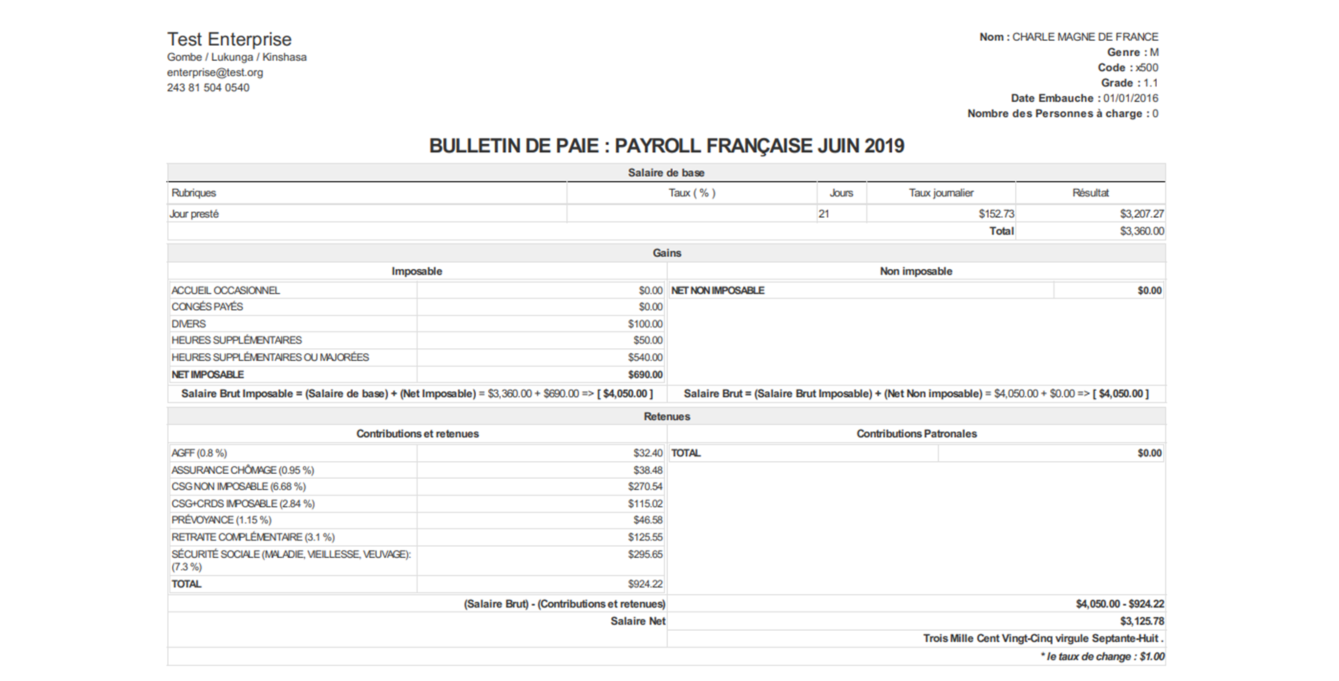 Test Enterprise
Gombe / Lukunga / Kinshasa
enterprise@test.org
243 81 504 0540
Nom : CHARLE MAGNE DE FRANCE
Genre : M
Code : x500
Grade : 1.1
Date Embauche : 01/01/2016
Nombre des Personnes à charge : 0
BULLETIN DE PAIE : PAYROLL FRANÇAISE JUIN 2019
Salaire de base
Rubriques Taux ( % ) Jours Taux journalier Résultat
Jour presté 21 $152.73 $3,207.27
Total $3,360.00
Gains
Imposable Non imposable
ACCUEIL OCCASIONNEL $0.00 NET NON IMPOSABLE $0.00
CONGÉS PAYÉS $0.00
DIVERS $100.00
HEURES SUPPLÉMENTAIRES $50.00
HEURES SUPPLÉMENTAIRES OU MAJORÉES $540.00
NET IMPOSABLE $690.00
Salaire Brut Imposable = (Salaire de base) + (Net Imposable) = $3,360.00 + $690.00 => [ $4,050.00 ] Salaire Brut = (Salaire Brut Imposable) + (Net Non imposable) = $4,050.00 + $0.00 => [ $4,050.00 ]
Retenues
Contributions et retenues Contributions Patronales
AGFF (0.8 %) $32.40 TOTAL $0.00
ASSURANCE CHÔMAGE (0.95 %) $38.48
CSG NON IMPOSABLE (6.68 %) $270.54
CSG+CRDS IMPOSABLE (2.84 %) $115.02
PRÉVOYANCE (1.15 %) $46.58
RETRAITE COMPLÉMENTAIRE (3.1 %) $125.55
SÉCURITÉ SOCIALE (MALADIE, VIEILLESSE, VEUVAGE): $295.65
(7.3 %)
TOTAL $924.22
(Salaire Brut) - (Contributions et retenues) $4,050.00 - $924.22
Salaire Net $3,125.78
Trois Mille Cent Vingt-Cinq virgule Septante-Huit .
* le taux de change : $1.00